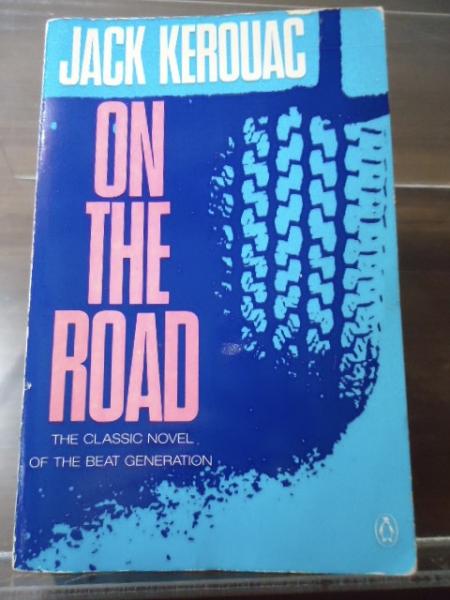 JACK KEROUAC
ON
THE
ROAD
THE CLASSIC NOVEL
OF THE BEAT GENERATION